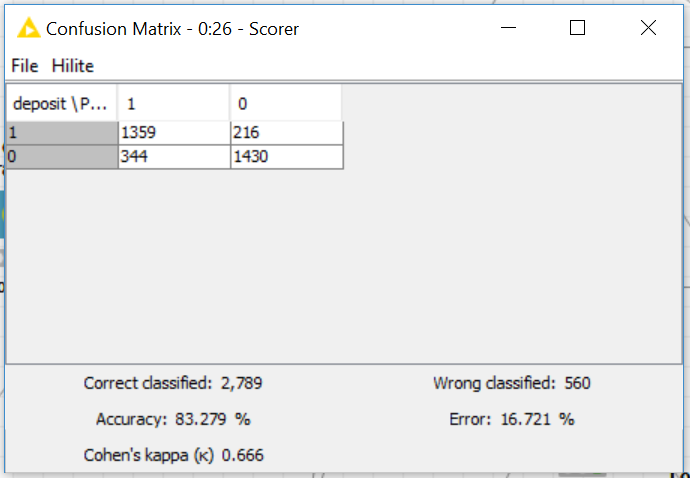 Confusion Matrix - 0:26 - Scorer
File Hilite
deposit \P... 1 0
1 1359 216
0 344 1430
Correct classified: 2,789 Wrong classified: 560
Accuracy: 83.279 % Error: 16.721 %
Cohen's kappa (κ) 0.666